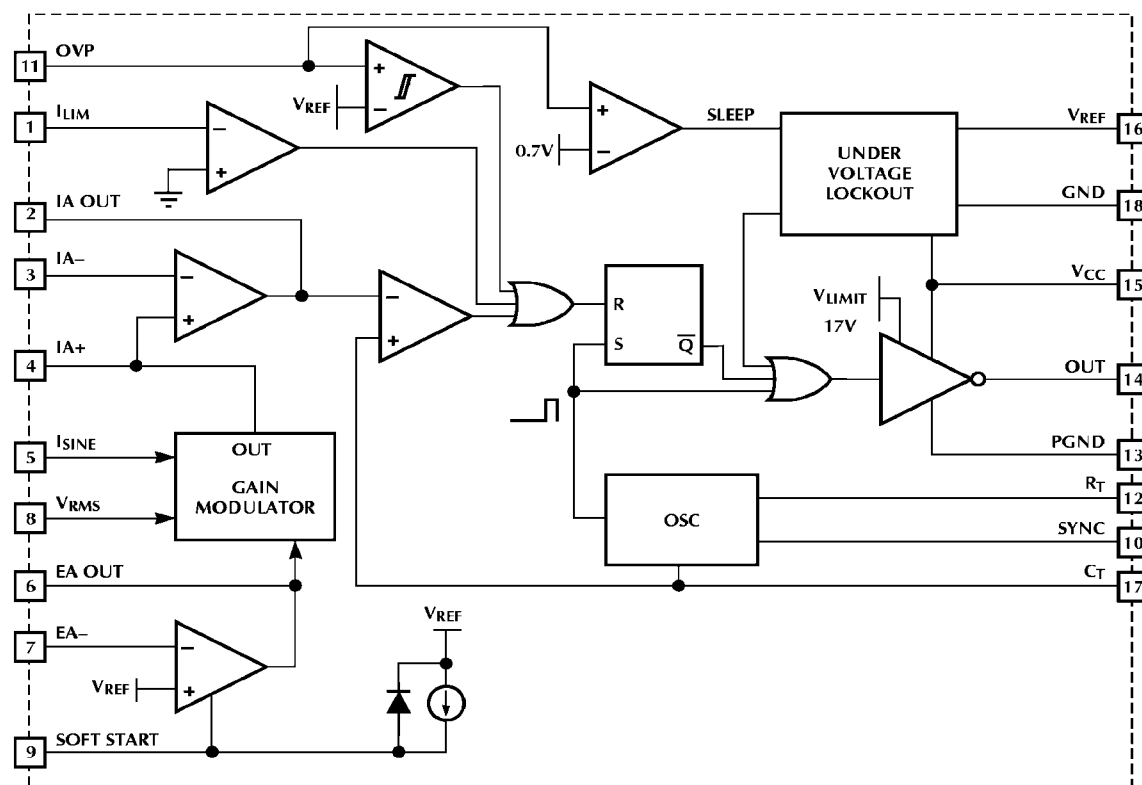 11 OVP
1 ILIM
2 IA OUT
3 IA–
4 IA+
5 ISINE
8 VRMS
6 EA OUT
7 EA–
9 SOFT START
+
VREF
–
–
+
+
0.7V
–
SLEEP
UNDER
VOLTAGE
LOCKOUT
–
+
–
+
R
S
Q
VLIMIT
17V
OUT
GAIN
MODULATOR
OSC
–
VREF
+
VREF
VREF 16
GND 18
VCC 15
OUT 14
PGND 13
RT 12
SYNC 10
CT 17